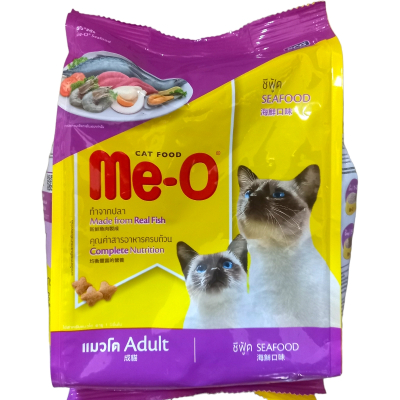 ซีฟู้ด
SEAFOOD
海鮮口味
CAT FOOD
Me-O®
ทำจากปลา
Made from Real Fish
คุณค่าสารอาหารครบถ้วน
Complete Nutrition
แมวโต Adult
成貓
ซีฟู้ด SEAFOOD
海鮮口味